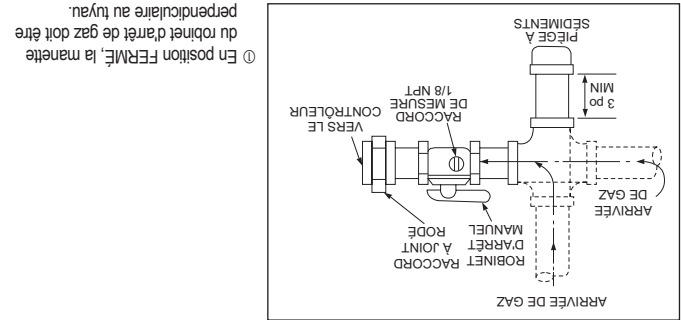 ARRIVÉE DE GAZ
ARRIVÉE
DE GAZ
ROBINET
D'ARRÊT
MANUEL
RACCORD
À JOINT
RODÉ
3 po
MIN
RACCORD
DE MESURE
1/8 NPT
VERS LE
CONTRÔLEUR
PIÈGE À
SÉDIMENTS
① En position FERMÉ, la manette
du robinet d'arrêt de gaz doit être
perpendiculaire au tuyau.